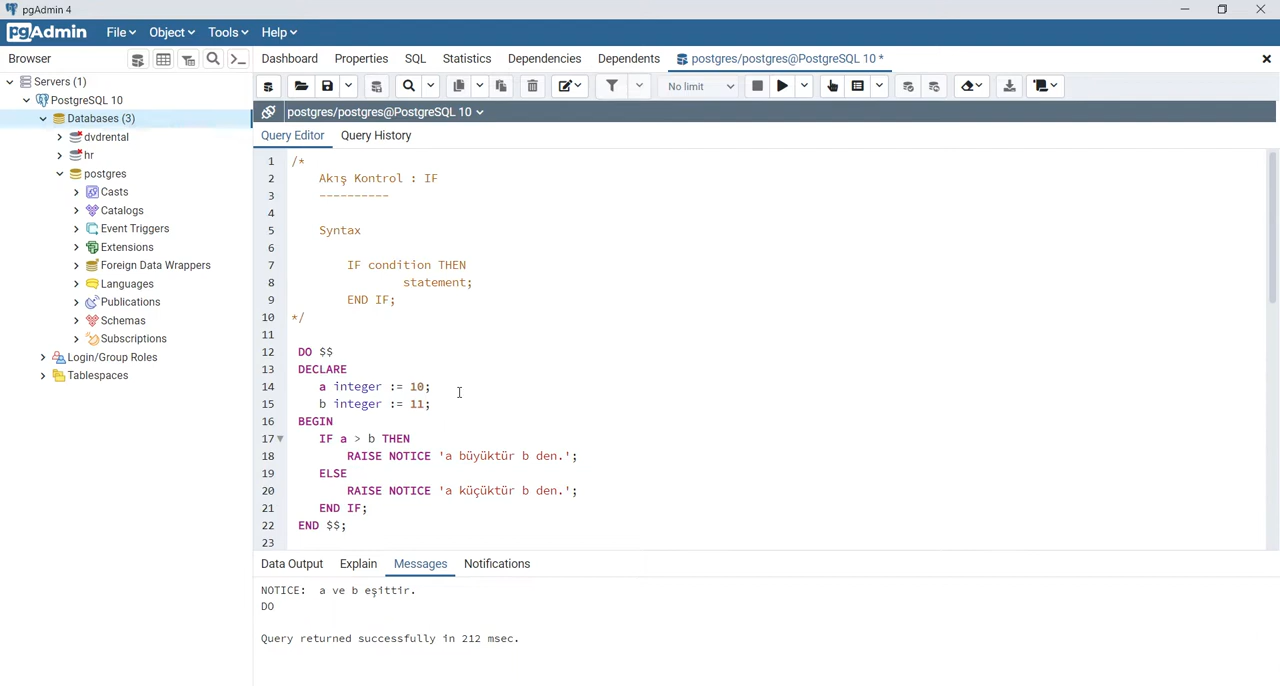 pgAdmin 4
pgAdmin File Object Tools Help
Browser
Dashboard Properties SQL Statistics Dependencies Dependents postgres/postgres@PostgreSQL 10 *
Servers (1)
PostgreSQL 10
Databases (3)
dvdrental
hr
postgres
Casts
Catalogs
Event Triggers
Extensions
Foreign Data Wrappers
Languages
Publications
Schemas
Subscriptions
Login/Group Roles
Tablespaces
No limit
postgres/postgres@PostgreSQL 10
Query Editor Query History
1 /*
2 Akış Kontrol : IF
3 ----------
4
5 Syntax
6
7 IF condition THEN
8 statement;
9 END IF;
10 */
11
12 DO $$
13 DECLARE
14 a integer := 10;
15 b integer := 11;
16 BEGIN
17 IF a > b THEN
18 RAISE NOTICE 'a büyüktür b den.';
19 ELSE
20 RAISE NOTICE 'a küçüktür b den.';
21 END IF;
22 END $$;
23
Data Output Explain Messages Notifications
NOTICE: a ve b eşittir.
DO
Query returned successfully in 212 msec.